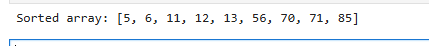 Sorted array: [5, 6, 11, 12, 13, 56, 70, 71, 85]